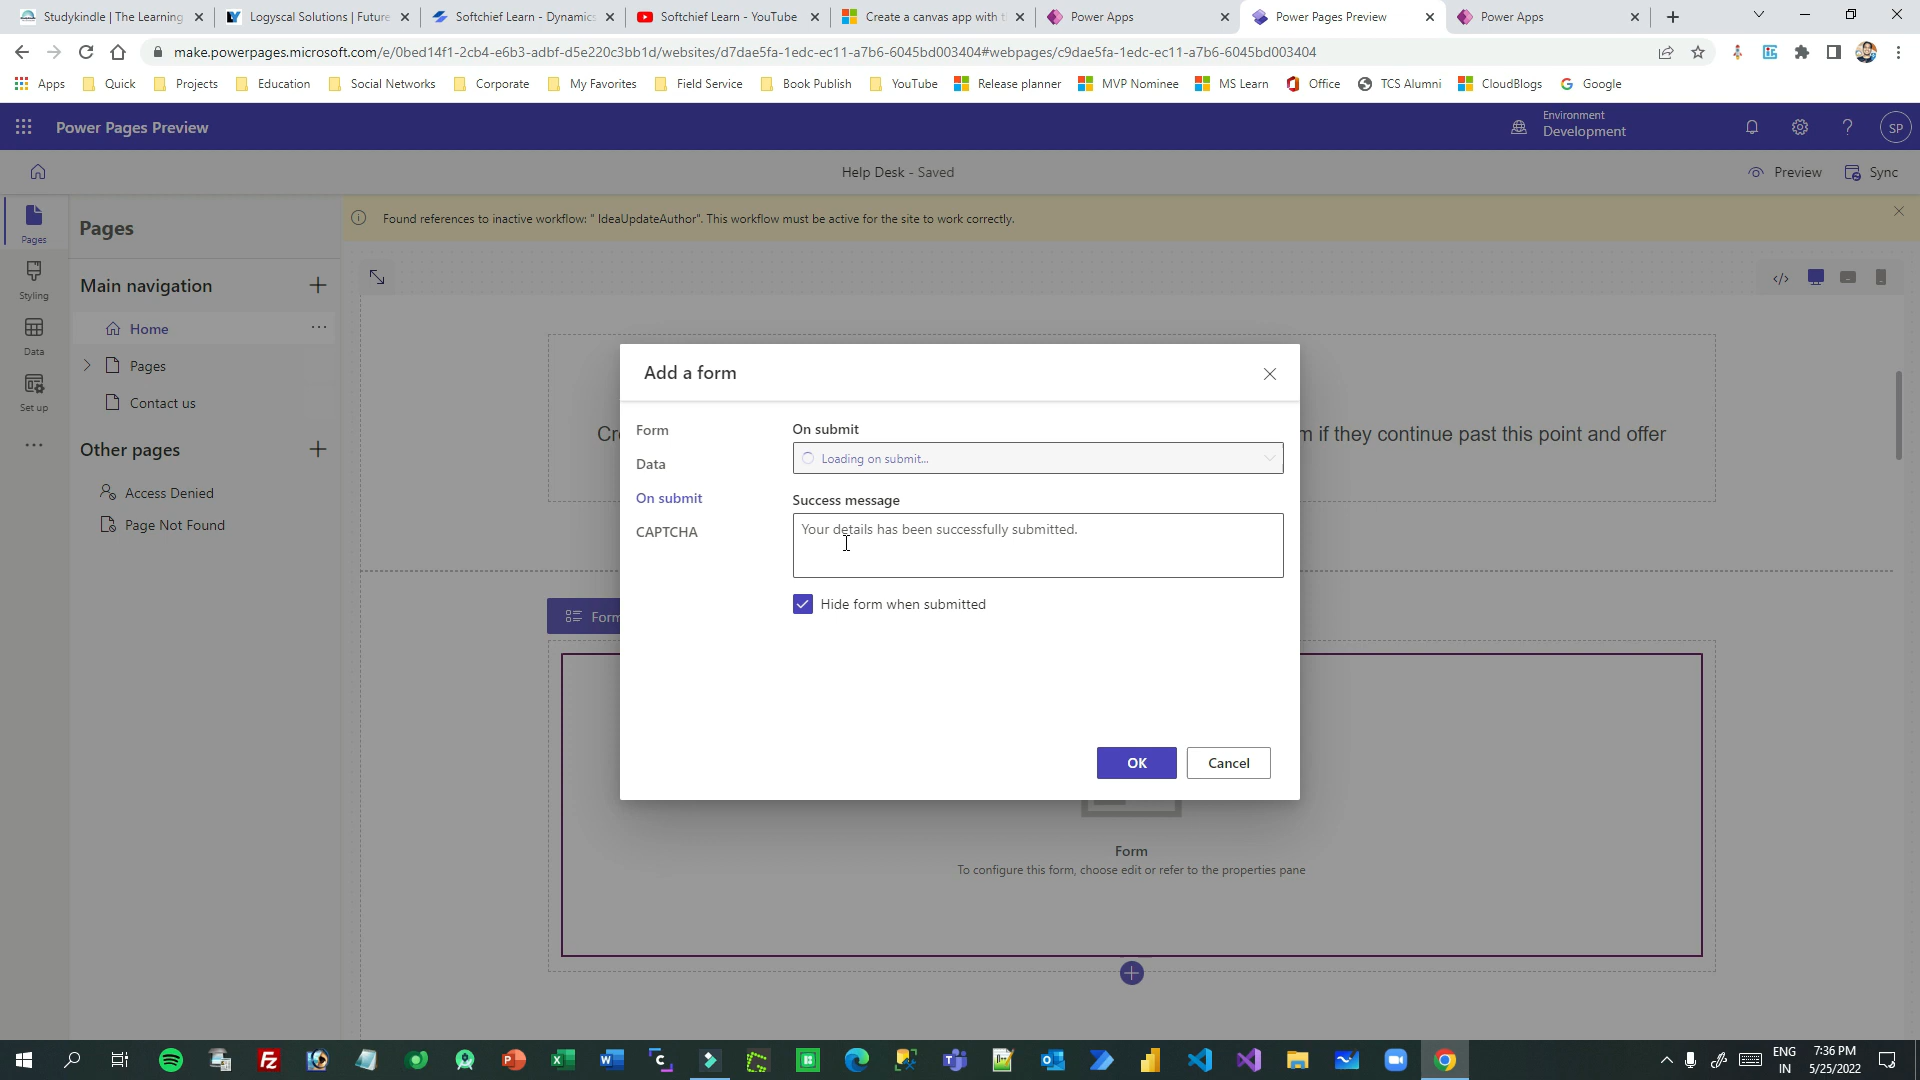 Studykindle | The Learning
Logyscal Solutions | Future
Softchief Learn - Dynamics
Softchief Learn - YouTube
Create a canvas app with
Power Apps
Power Pages Preview
Power Apps
make.powerpages.microsoft.com/e/0bed14f1-2cb4-e6b3-adbf-d5e220c3bb1d/websites/d7dae5fa-1edc-ec11-a7b6-6045bd003404#webpages/c9dae5fa-1edc-ec11-a7b6-6045bd003404
Apps
Quick
Projects
Education
Social Networks
Corporate
My Favorites
Field Service
Book Publish
YouTube
Release planner
MVP Nominee
MS Learn
Office
TCS Alumni
CloudBlogs
Google
Power Pages Preview
Environment
Development
SP
Help Desk - Saved
Preview
Sync
Found references to inactive workflow: " IdeaUpdateAuthor". This workflow must be active for the site to work correctly.
Pages
Styling
Data
Set up
Pages
Main navigation
Home
Pages
Contact us
Other pages
Access Denied
Page Not Found
if they continue past this point and offer
Form
Add a form
Form
Data
On submit
CAPTCHA
On submit
Loading on submit...
Success message
Your details has been successfully submitted.
Hide form when submitted
OK
Cancel
Form
To configure this form, choose edit or refer to the properties pane
ENG
IN
7:36 PM
5/25/2022